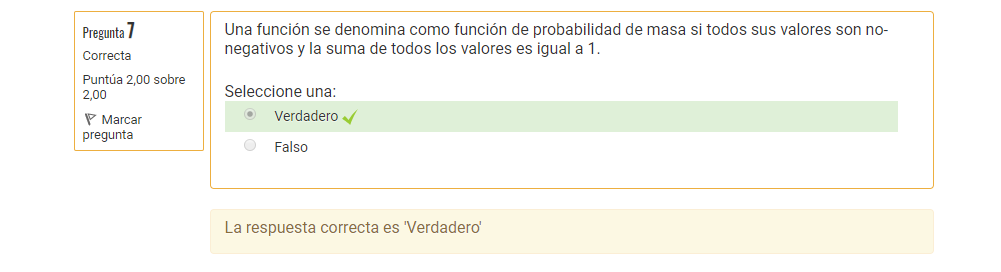 Pregunta 7
Correcta
Puntúa 2,00 sobre
2,00
Marcar
pregunta
Una función se denomina como función de probabilidad de masa si todos sus valores son no-
negativos y la suma de todos los valores es igual a 1.
Seleccione una:
Verdadero
Falso
La respuesta correcta es 'Verdadero'